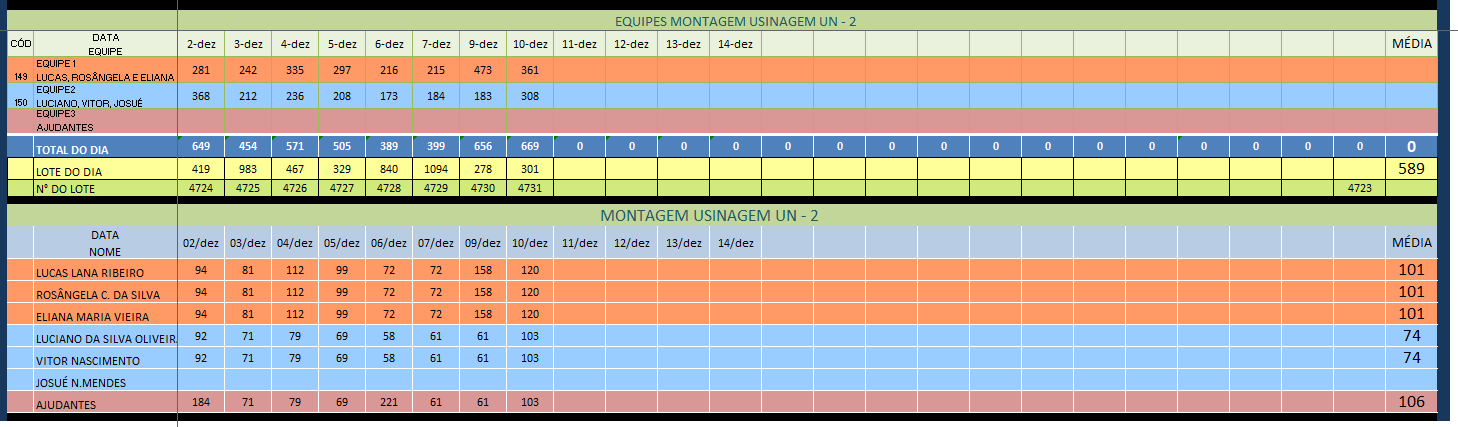 EQUIPES MONTAGEM USINAGEM UN - 2
CÓD DATA EQUIPE 2-dez 3-dez 4-dez 5-dez 6-dez 7-dez 9-dez 10-dez 11-dez 12-dez 13-dez 14-dez MÉDIA
EQUIPE 1
149 LUCAS, ROSÂNGELA E ELIANA 281 242 335 297 216 215 473 361
EQUIPE2
150 LUCIANO, VITOR, JOSUÉ 368 212 236 208 173 184 183 308
EQUIPE3
AJUDANTES
TOTAL DO DIA 649 454 571 505 389 399 656 669 0 0 0 0 0 0 0 0 0 0 0 0 0 0 0 0 0
LOTE DO DIA 419 983 467 329 840 1094 278 301 589
Nº DO LOTE 4724 4725 4726 4727 4728 4729 4730 4731 4723
MONTAGEM USINAGEM UN - 2
DATA NOME 02/dez 03/dez 04/dez 05/dez 06/dez 07/dez 09/dez 10/dez 11/dez 12/dez 13/dez 14/dez MÉDIA
LUCAS LANA RIBEIRO 94 81 112 99 72 72 158 120 101
ROSÂNGELA C. DA SILVA 94 81 112 99 72 72 158 120 101
ELIANA MARIA VIEIRA 94 81 112 99 72 72 158 120 101
LUCIANO DA SILVA OLIVEIR 92 71 79 69 58 61 61 103 74
VITOR NASCIMENTO 92 71 79 69 58 61 61 103 74
JOSUÉ N.MENDES
AJUDANTES 184 71 79 69 221 61 61 103 106